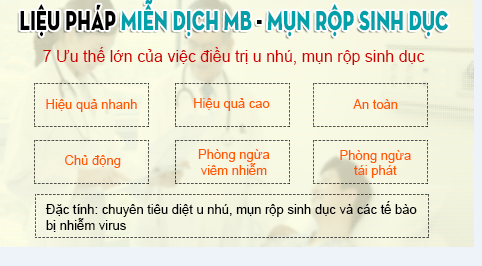 LIỆU PHÁP MIỄN DỊCH MB - MỤN RỘP SINH DỤC
7 Ưu thế lớn của việc điều trị u nhú, mụn rộp sinh dục
Hiệu quả nhanh
Hiệu quả cao
An toàn
Chủ động
Phòng ngừa
viêm nhiễm
Phòng ngừa
tái phát
Đặc tính: chuyên tiêu diệt u nhú, mụn rộp sinh dục và các tế bào
bị nhiễm virus